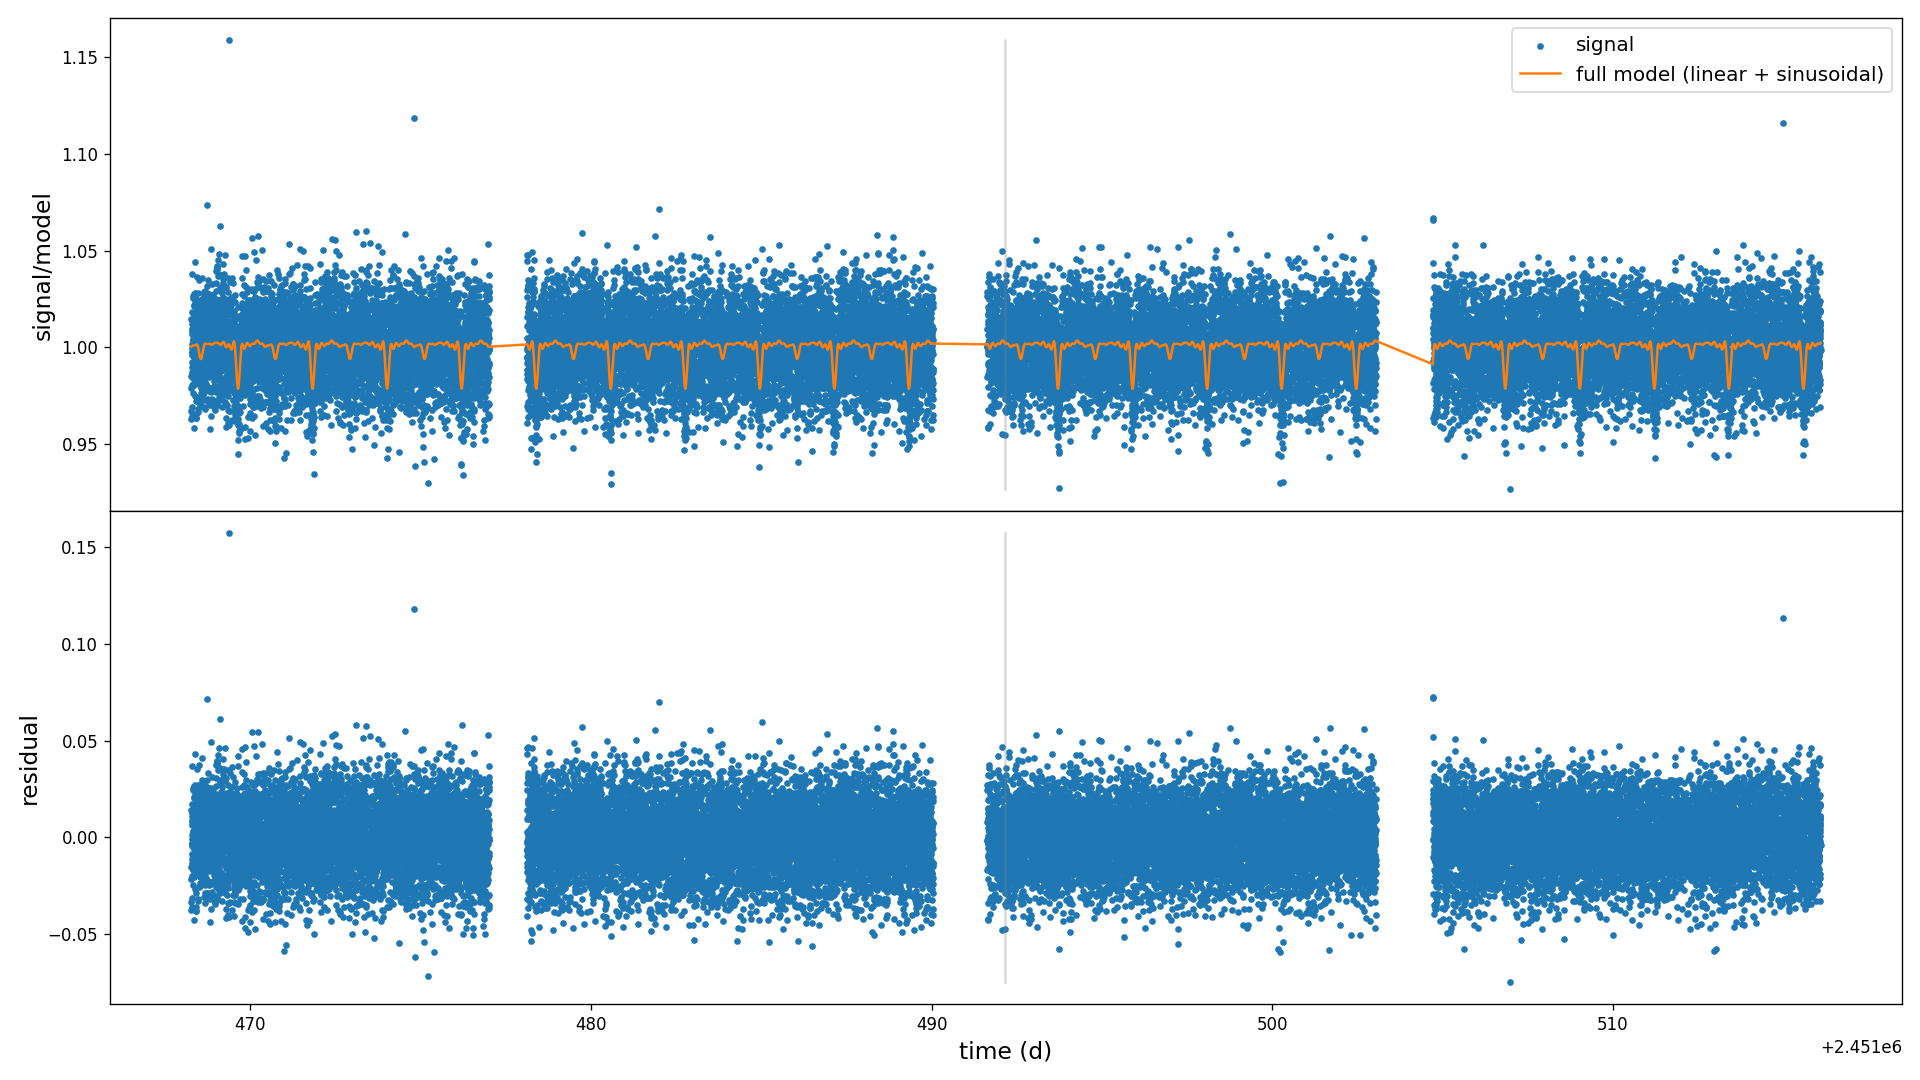 signal/model
1.15
1.10
1.05
1.00
0.95
signal
full model (linear + sinusoidal)
residual
0.15
0.10
0.05
0.00
−0.05
470
480
490
500
510
time (d)
+2.451e6